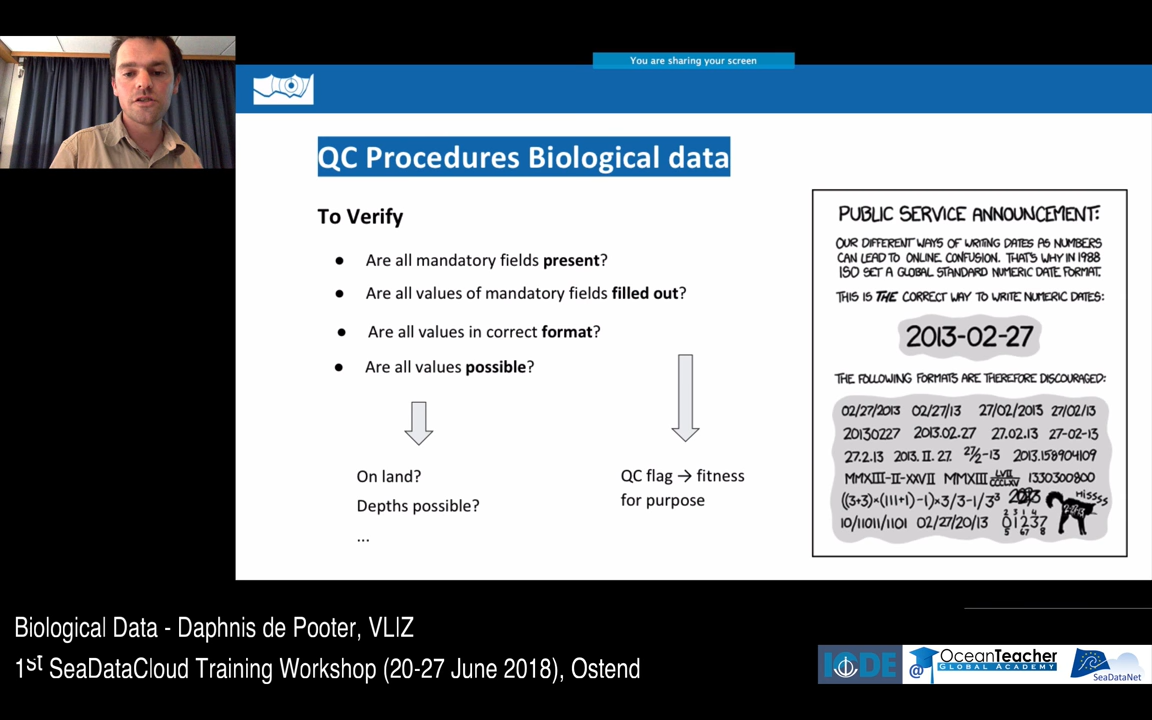 You are sharing your screen
QC Procedures Biological data
To Verify
● Are all mandatory fields present?
● Are all values of mandatory fields filled out?
● Are all values in correct format?
● Are all values possible?
On land?
Depths possible?
...
QC flag → fitness
for purpose
PUBLIC SERVICE ANNOUNCEMENT:
OUR DIFFERENT WAYS OF WRITING DATES AS NUMBERS
CAN LEAD TO ONLINE CONFUSION. THAT'S WHY IN 1988
ISO SET A GLOBAL STANDARD NUMERIC DATE FORMAT.
THIS IS THE CORRECT WAY TO WRITE NUMERIC DATES:
2013-02-27
THE FOLLOWING FORMATS ARE THEREFORE DISCOURAGED:
02/27/2013 02/27/13 27/02/2013 27/02/13
20130227 2013.02.27 27.02.13 27-02-13
27.2.13 2013. II. 27. 27/2-13 2013.158904109
MMXIII-II-XXVII MMXIII LVII/CCCLXV 1330300800
((3+3)×(111+1)-1)×3/3-1/3³ HISSSS
10/11011/1101 02/27/20/13
Biological Data - Daphnis de Pooter, VLIZ
1st SeaDataCloud Training Workshop (20-27 June 2018), Ostend
IODE
@ OceanTeacher
GLOBAL ACADEMY
SeaDataNet